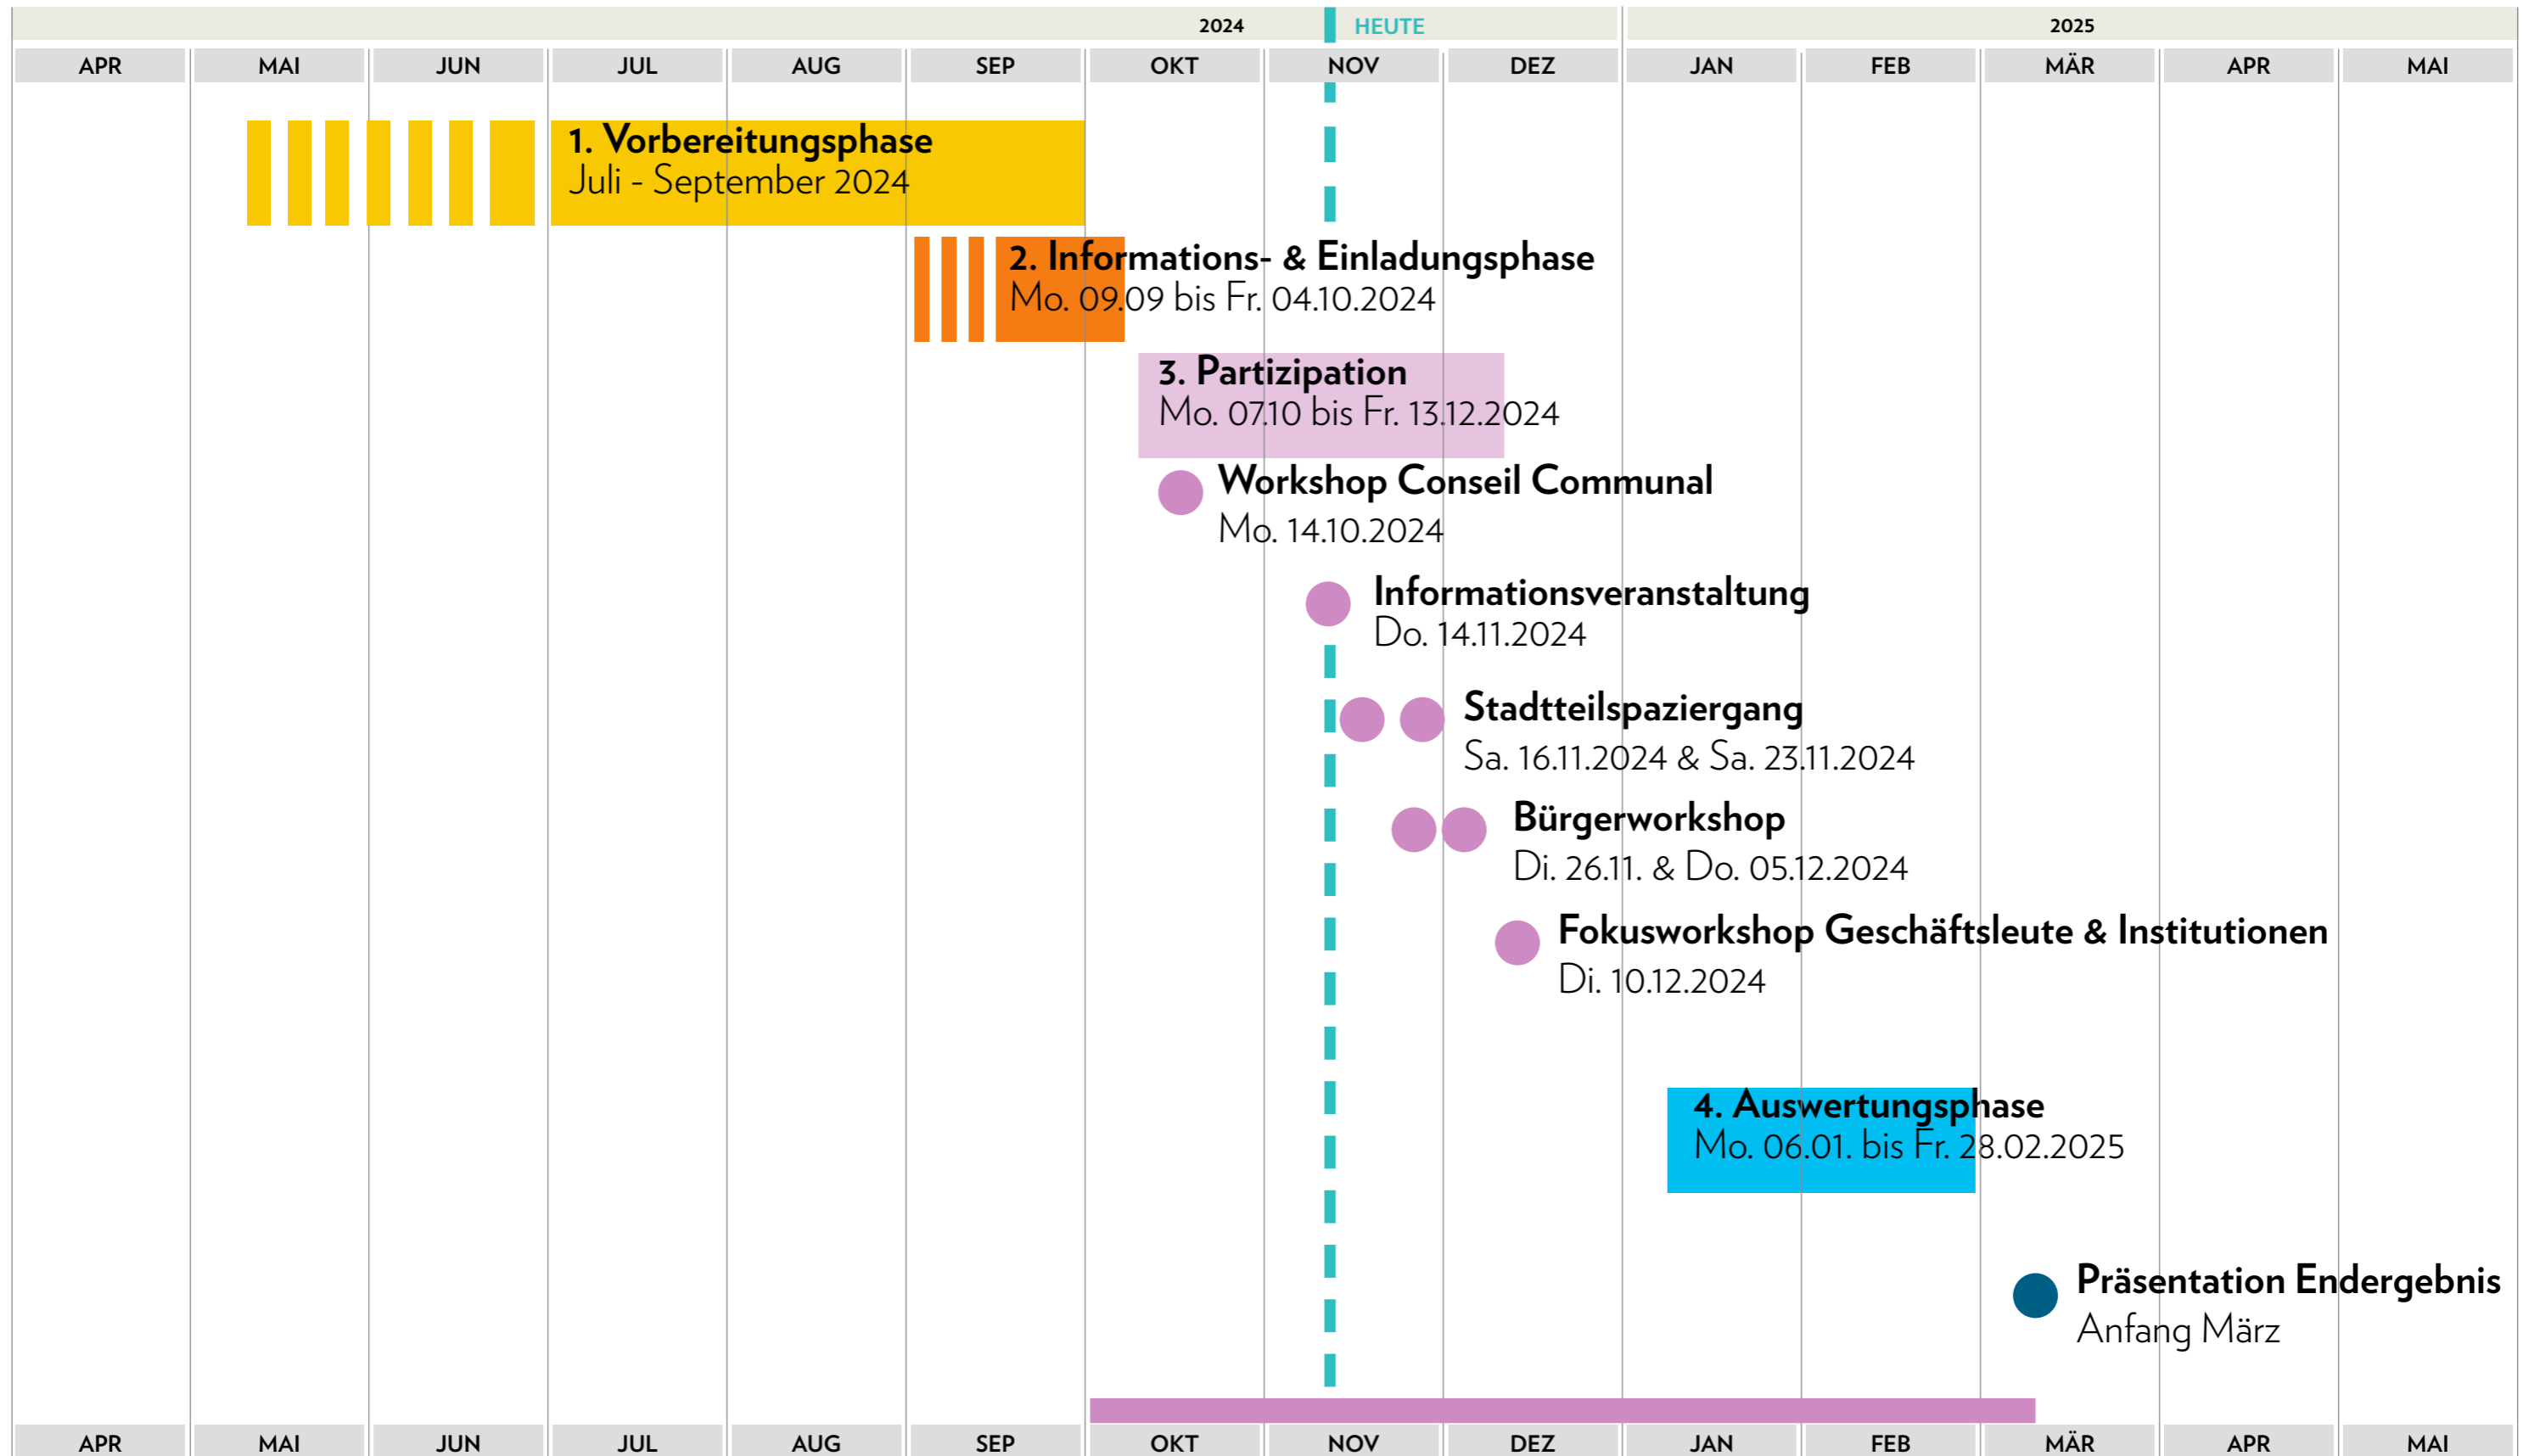 2024
HEUTE
2025
APR
MAI
JUN
JUL
AUG
SEP
OKT
NOV
DEZ
JAN
FEB
MÄR
APR
MAI
1. Vorbereitungsphase
Juli - September 2024
2. Informations- & Einladungsphase
Mo. 09.09 bis Fr. 04.10.2024
3. Partizipation
Mo. 07.10 bis Fr. 13.12.2024
Workshop Conseil Communal
Mo. 14.10.2024
Informationsveranstaltung
Do. 14.11.2024
Stadtteilspaziergang
Sa. 16.11.2024 & Sa. 23.11.2024
Bürgerworkshop
Di. 26.11. & Do. 05.12.2024
Fokusworkshop Geschäftsleute & Institutionen
Di. 10.12.2024
4. Auswertungsphase
Mo. 06.01. bis Fr. 28.02.2025
Präsentation Endergebnis
Anfang März
APR
MAI
JUN
JUL
AUG
SEP
OKT
NOV
DEZ
JAN
FEB
MÄR
APR
MAI